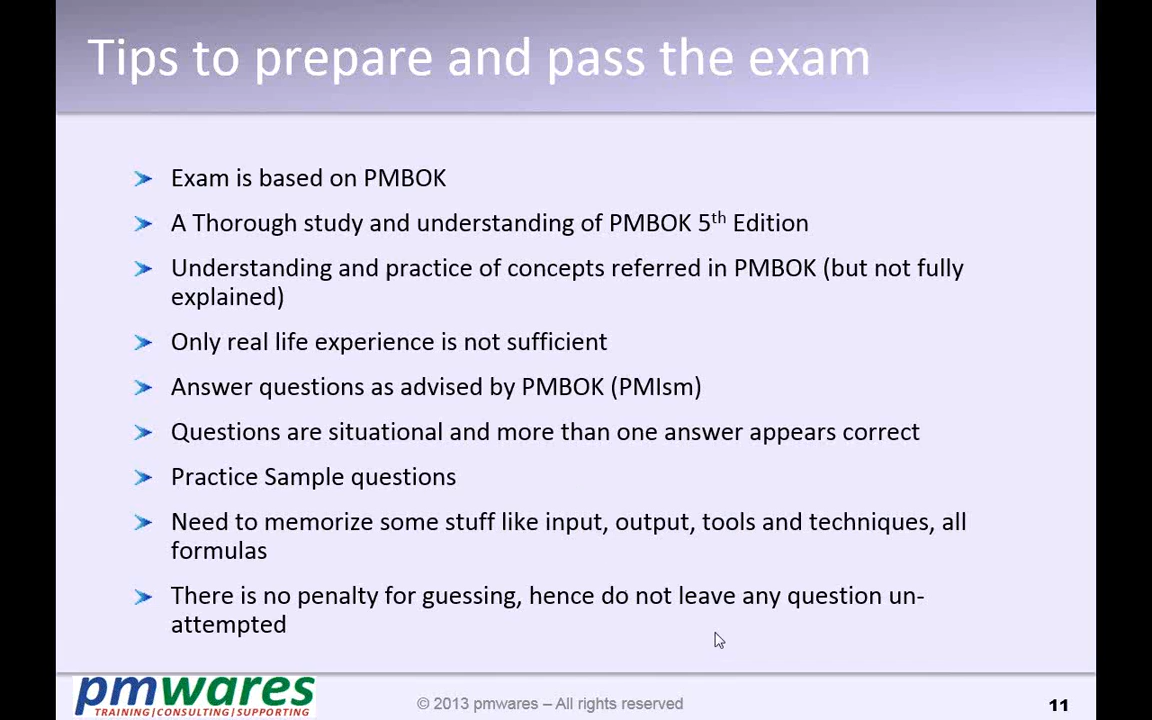 Tips to prepare and pass the exam
Exam is based on PMBOK
A Thorough study and understanding of PMBOK 5th Edition
Understanding and practice of concepts referred in PMBOK (but not fully
explained)
Only real life experience is not sufficient
Answer questions as advised by PMBOK (PMIsm)
Questions are situational and more than one answer appears correct
Practice Sample questions
Need to memorize some stuff like input, output, tools and techniques, all
formulas
There is no penalty for guessing, hence do not leave any question un-
attempted
pmwares
TRAINING|CONSULTING|SUPPORTING
© 2013 pmwares – All rights reserved
11